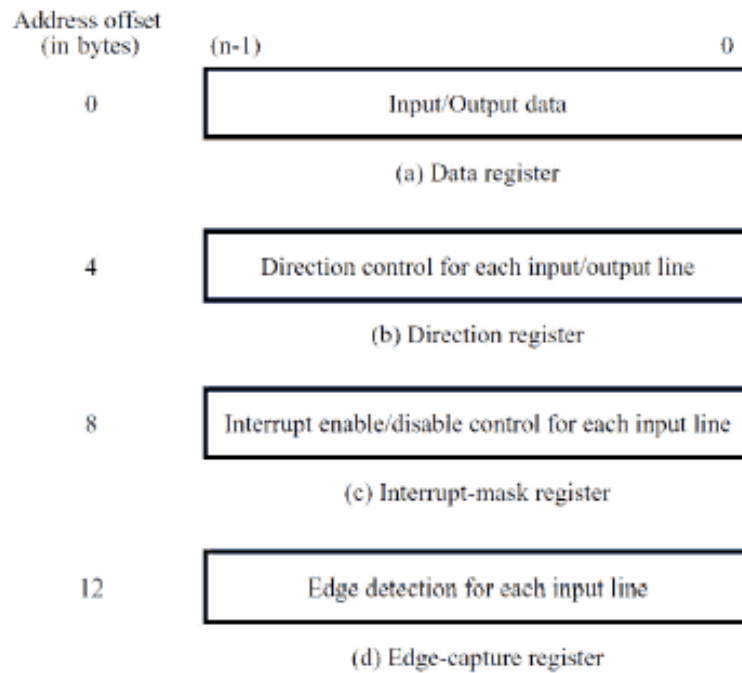 Address offset
(in bytes)
(n-1) 0
0 Input/Output data
(a) Data register
4 Direction control for each input/output line
(b) Direction register
8 Interrupt enable/disable control for each input line
(c) Interrupt-mask register
12 Edge detection for each input line
(d) Edge-capture register